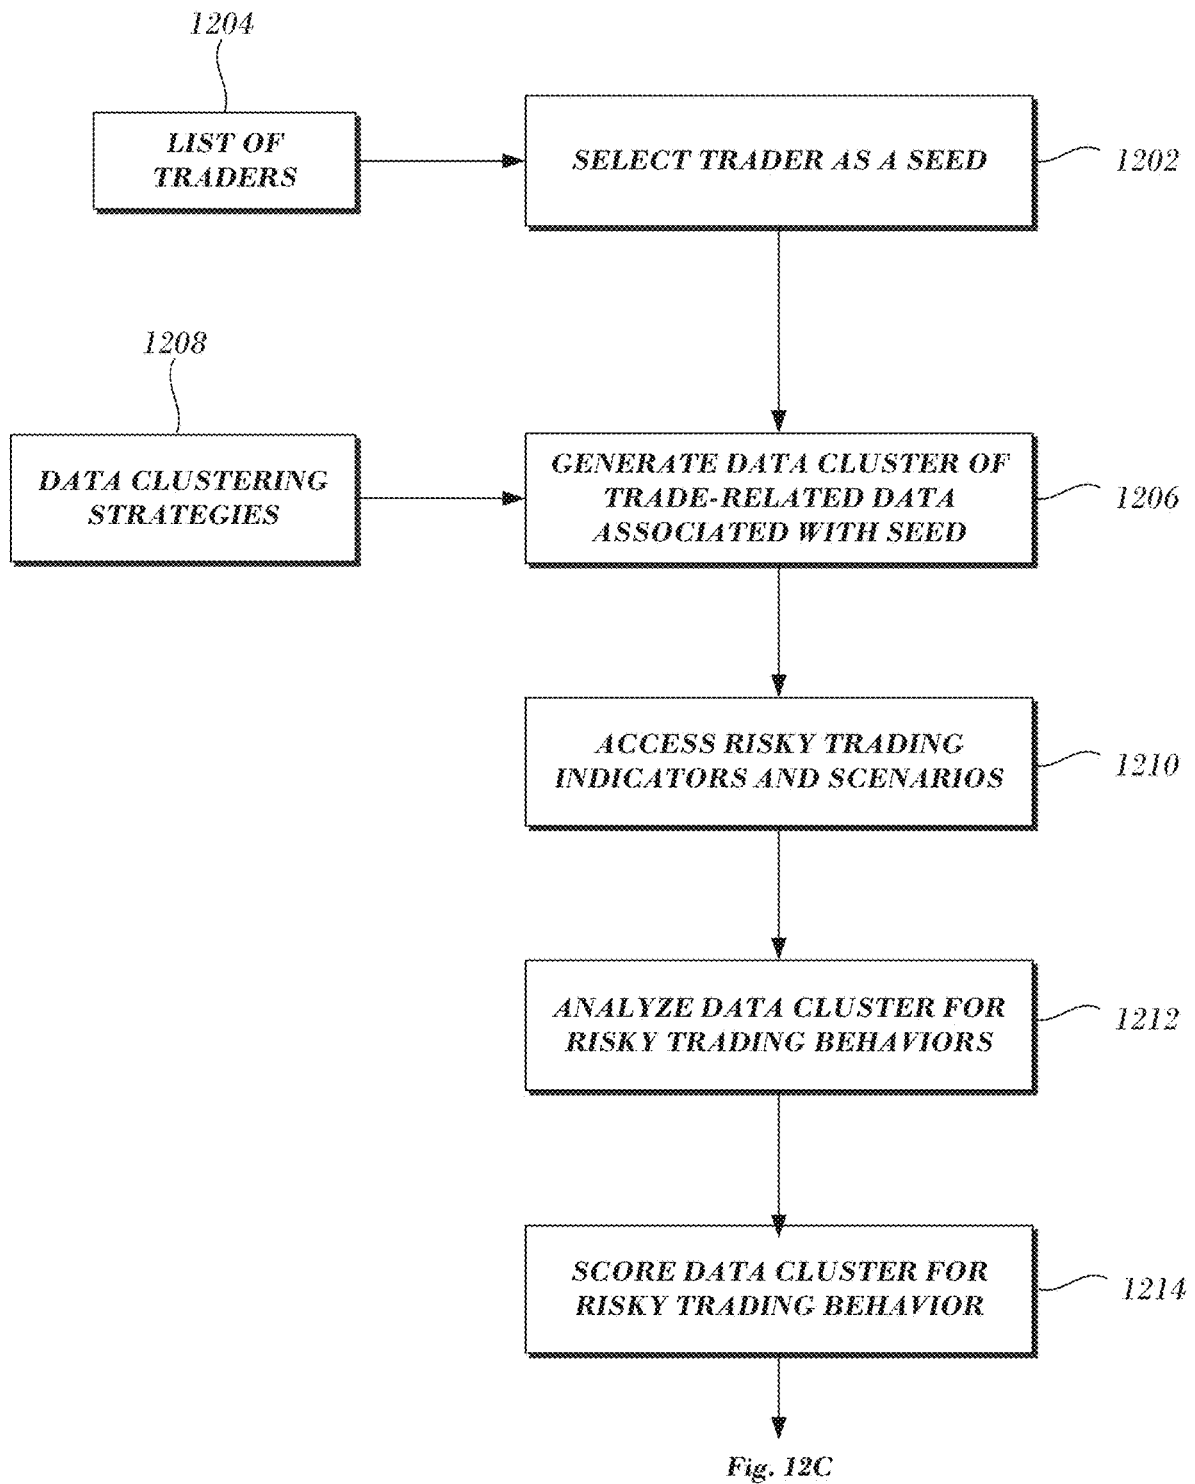 1204
LIST OF
TRADERS
SELECT TRADER AS A SEED
1202
1208
DATA CLUSTERING
STRATEGIES
GENERATE DATA CLUSTER OF
TRADE-RELATED DATA
ASSOCIATED WITH SEED
1206
ACCESS RISKY TRADING
INDICATORS AND SCENARIOS
1210
ANALYZE DATA CLUSTER FOR
RISKY TRADING BEHAVIORS
1212
SCORE DATA CLUSTER FOR
RISKY TRADING BEHAVIOR
1214
Fig. 12C